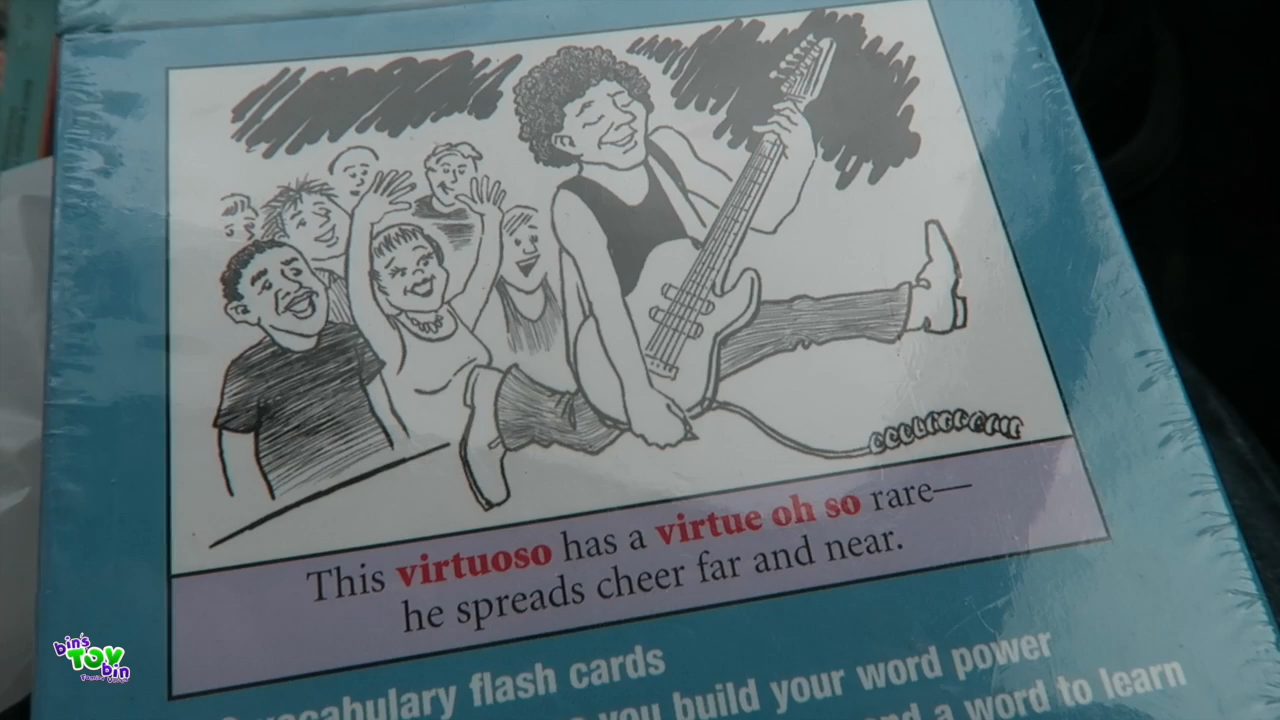 This virtuoso has a virtue oh so rare—
he spreads cheer far and near.
vocabulary flash cards
you build your word power
and a word to learn
bin's
TOY
bin